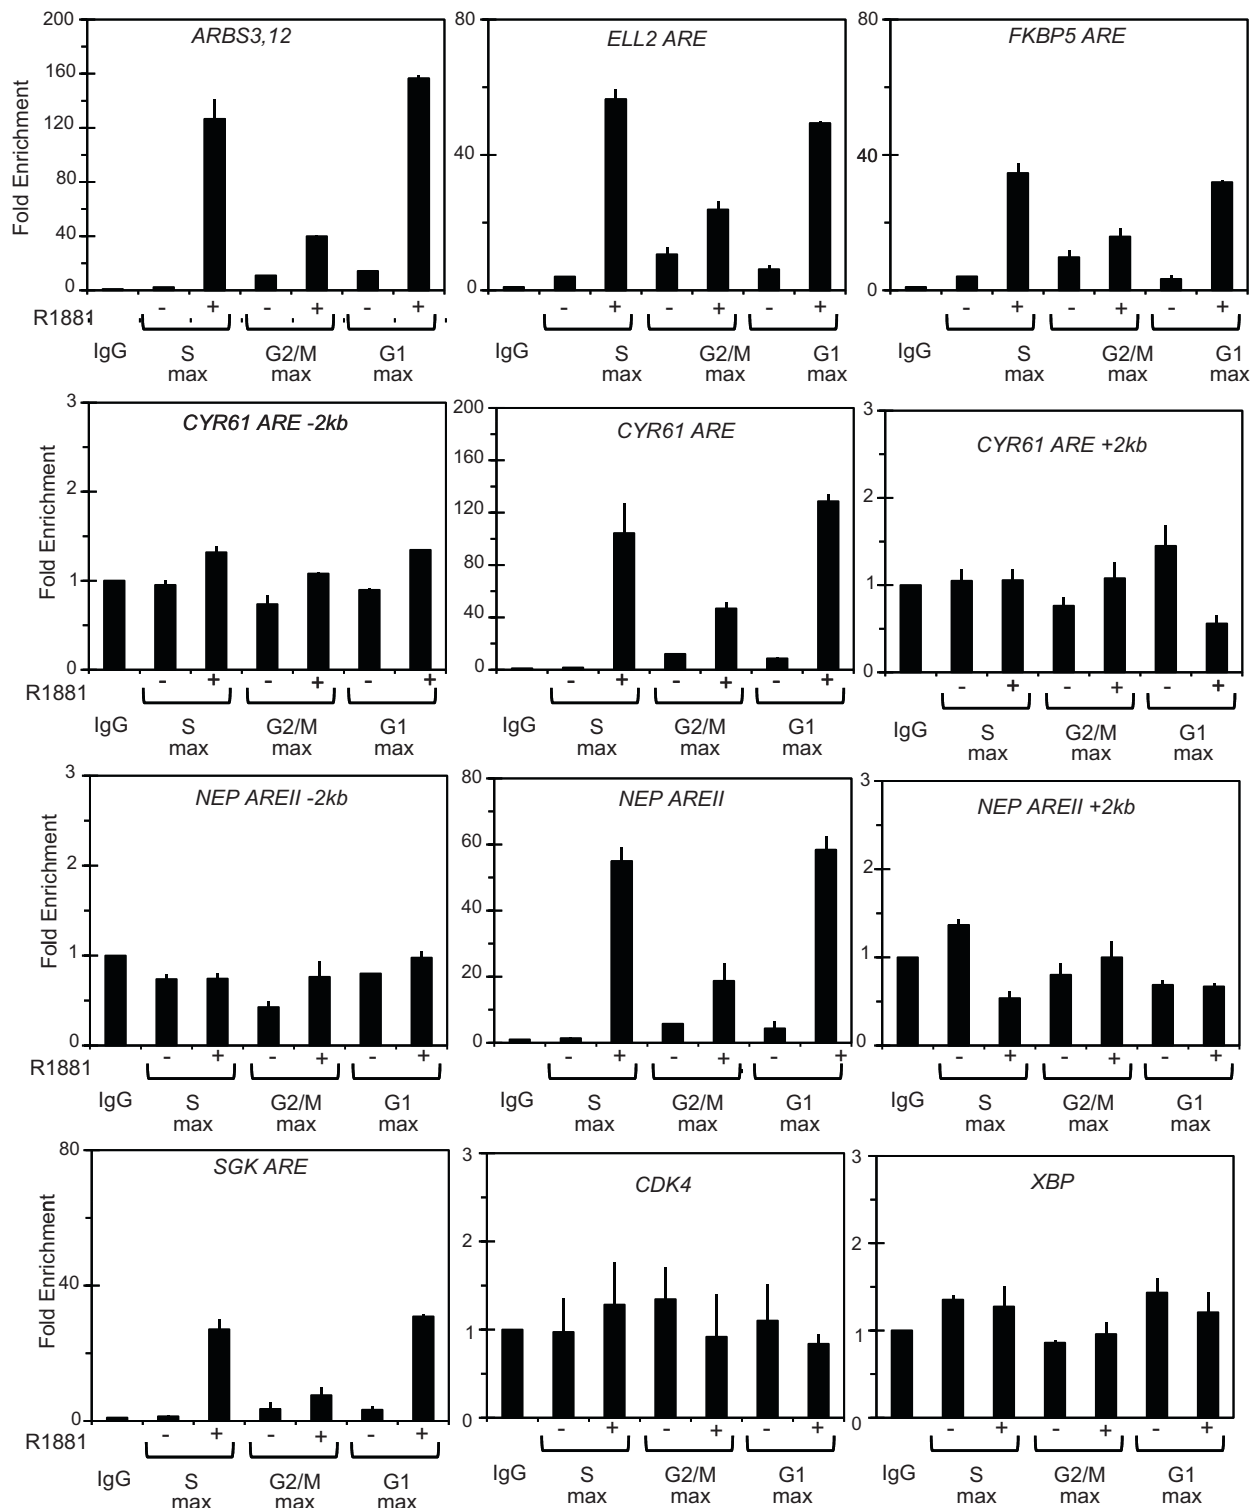 ARBS3,12
200
160
120
80
40
0
Fold Enrichment
R1881 - + - + - +
IgG S max G2/M max G1 max
ELL2 ARE
80
40
0
- + - + - +
IgG S max G2/M max G1 max
FKBP5 ARE
80
40
0
- + - + - +
IgG S max G2/M max G1 max
CYR61 ARE -2kb
3
2
1
0
Fold Enrichment
R1881 - + - + - +
IgG S max G2/M max G1 max
CYR61 ARE
200
160
120
80
40
0
- + - + - +
IgG S max G2/M max G1 max
CYR61 ARE +2kb
3
2
1
0
- + - + - +
IgG S max G2/M max G1 max
NEP AREII -2kb
3
2
1
0
Fold Enrichment
R1881 - + - + - +
IgG S max G2/M max G1 max
NEP AREII
80
60
40
20
0
- + - + - +
IgG S max G2/M max G1 max
NEP AREII +2kb
3
2
1
0
- + - + - +
IgG S max G2/M max G1 max
SGK ARE
80
40
0
Fold Enrichment
R1881 - + - + - +
IgG S max G2/M max G1 max
CDK4
3
2
1
0
- + - + - +
IgG S max G2/M max G1 max
XBP
3
2
1
0
- + - + - +
IgG S max G2/M max G1 max